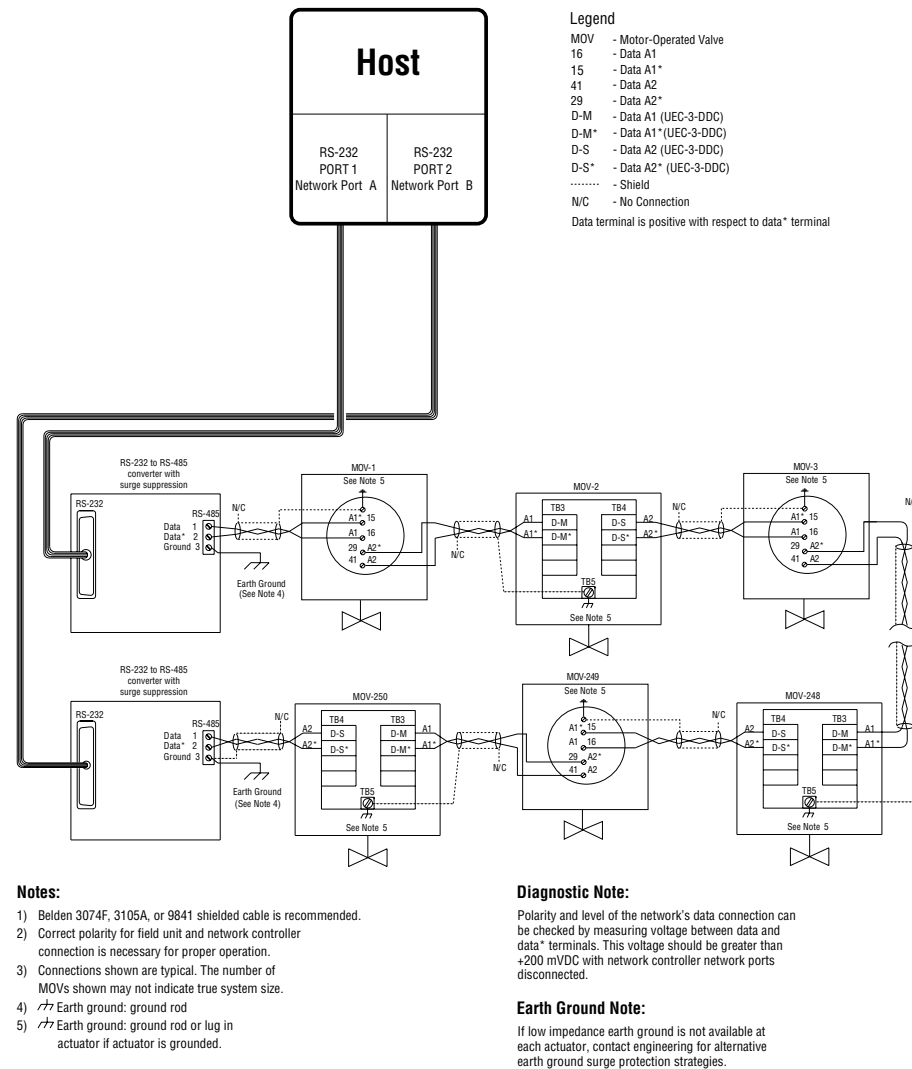 Host
RS-232
PORT 1
Network Port A
RS-232
PORT 2
Network Port B
Legend
MOV - Motor-Operated Valve
16 - Data A1
15 - Data A1*
41 - Data A2
29 - Data A2*
D-M - Data A1 (UEC-3-DDC)
D-M* - Data A1*(UEC-3-DDC)
D-S - Data A2 (UEC-3-DDC)
D-S* - Data A2* (UEC-3-DDC)
- Shield
N/C - No Connection
Data terminal is positive with respect to data* terminal
RS-232 to RS-485
converter with
surge suppression
RS-232
RS-485
Data 1
Data* 2
Ground 3
N/C
Earth Ground
(See Note 4)
MOV-1
See Note 5
A1* 15
A1 16
29 A2*
41 A2
N/C
MOV-2
TB3
TB4
A1 D-M
D-S A2
A1* D-M*
D-S* A2*
TB5
See Note 5
N/C
MOV-3
See Note 5
A1* 15
A1 16
29 A2*
41 A2
RS-232 to RS-485
converter with
surge suppression
RS-232
RS-485
Data 1
Data* 2
Ground 3
N/C
Earth Ground
(See Note 4)
MOV-250
TB4
TB3
A2 D-S
D-M A1
A2* D-S*
D-M* A1*
TB5
See Note 5
N/C
MOV-249
See Note 5
A1* 15
A1 16
29 A2*
41 A2
N/C
MOV-248
TB4
TB3
A2 D-S
D-M A1
A2* D-S*
D-M* A1*
TB5
See Note 5
Notes:
1) Belden 3074F, 3105A, or 9841 shielded cable is recommended.
2) Correct polarity for field unit and network controller
connection is necessary for proper operation.
3) Connections shown are typical. The number of
MOVs shown may not indicate true system size.
4) Earth ground: ground rod
5) Earth ground: ground rod or lug in
actuator if actuator is grounded.
Diagnostic Note:
Polarity and level of the network's data connection can
be checked by measuring voltage between data and
data* terminals. This voltage should be greater than
+200 mVDC with network controller network ports
disconnected.
Earth Ground Note:
If low impedance earth ground is not available at
each actuator, contact engineering for alternative
earth ground surge protection strategies.